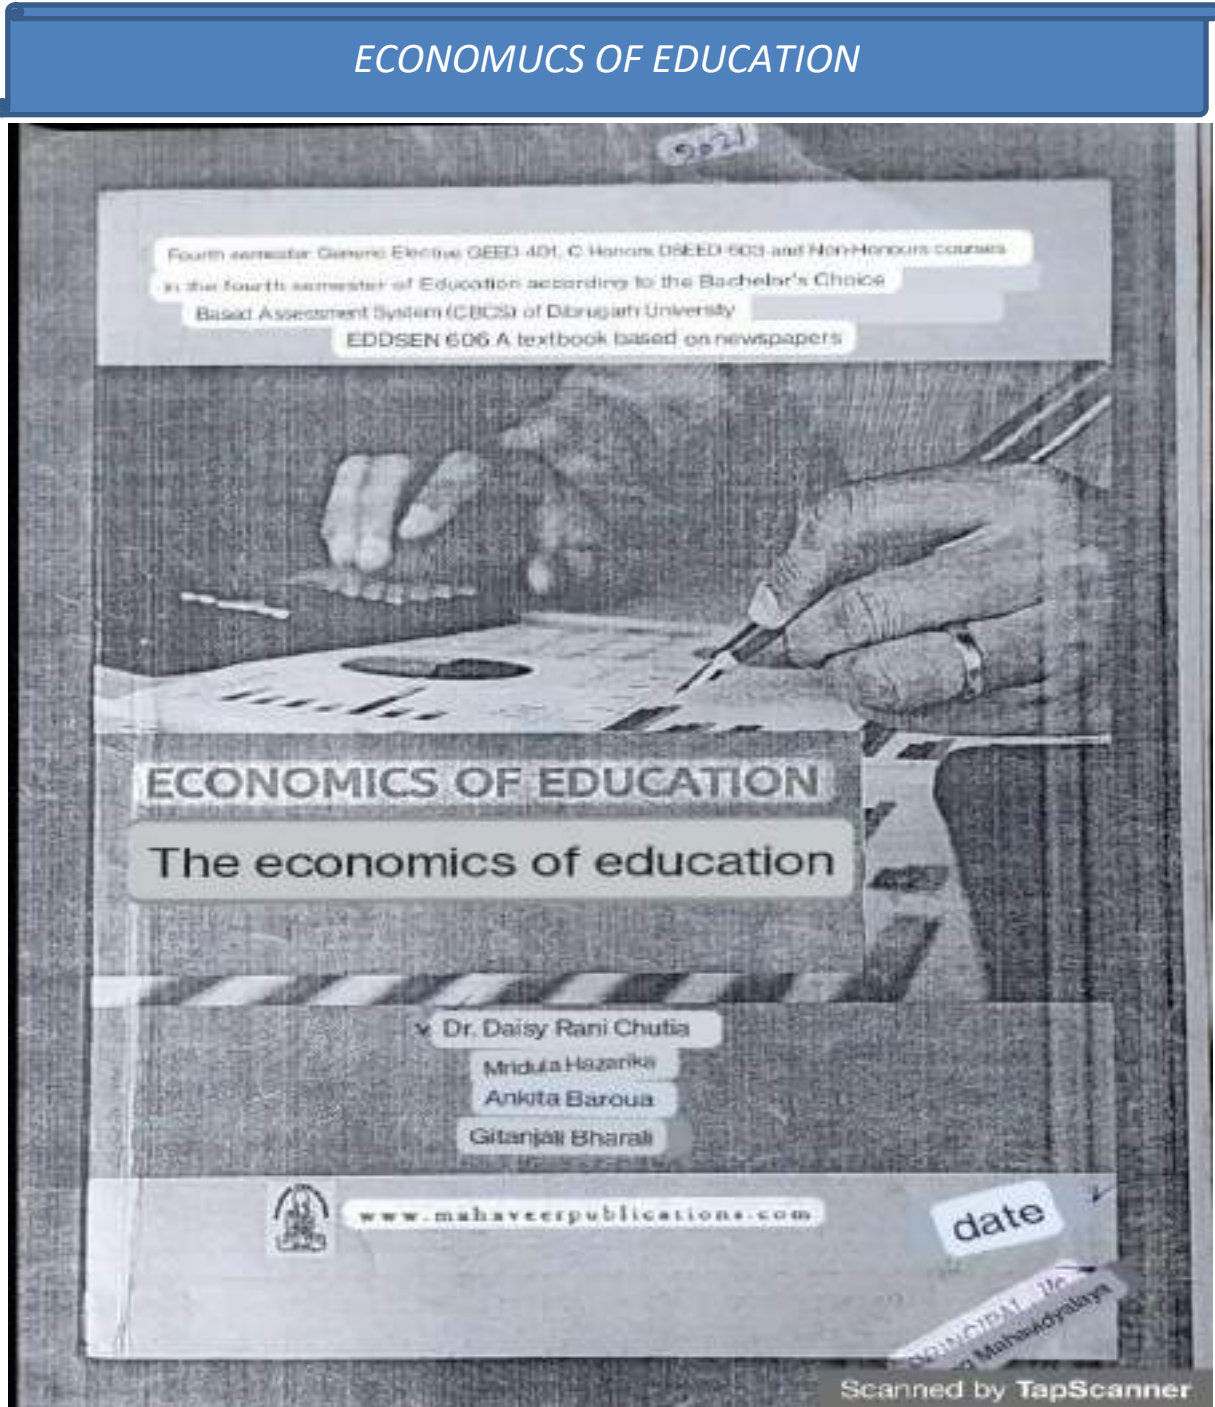 ECONOMUCS OF EDUCATION
2021
Fourth semester Generic Elective GEED 401, C Honors DSEED 603 and Non-Honours courses
in the fourth semester of Education according to the Bachelor's Choice
Based Assessment System (CBCS) of Dibrugarh University
EDDSEN 606 A textbook based on newspapers
ECONOMICS OF EDUCATION
The economics of education
Dr. Daisy Rani Chutia
Mridula Hazarika
Ankita Baroua
Gitanjali Bharali
www.mahaveerpublications.com
date
PRINCIPAL I/c
Mahavidyalaya
Scanned by TapScanner